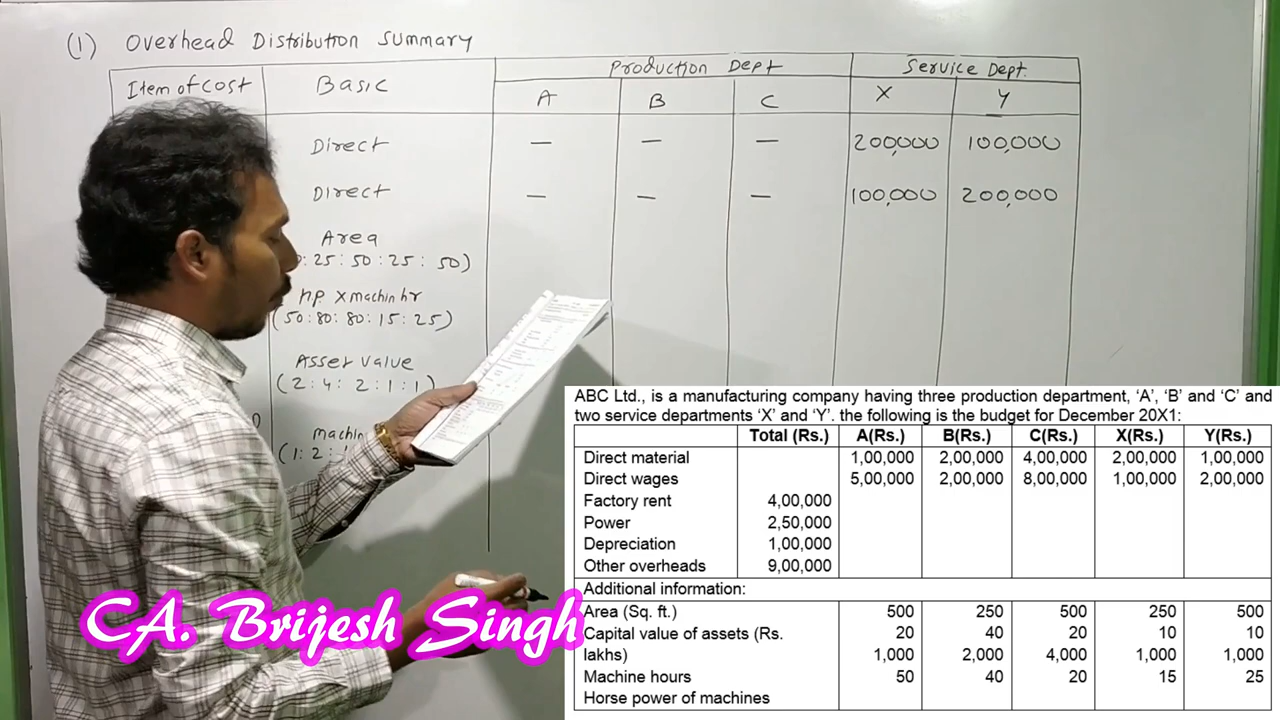 (1) Overhead Distribution Summary
Item of cost Basic Production Dept Service Dept.
A B C X Y
Direct — — — 200,000 100,000
Direct — — — 100,000 200,000
Area
: 25 : 50 : 25 : 50)
hp x machin hr
(50 : 80 : 80 : 15 : 25)
Asset value
(2 : 4 : 2 : 1 : 1)
machin
(1 : 2 :
CA. Brijesh Singh
ABC Ltd., is a manufacturing company having three production department, ‘A’, ‘B’ and ‘C’ and
two service departments ‘X’ and ‘Y’. the following is the budget for December 20X1:
Total (Rs.) A(Rs.) B(Rs.) C(Rs.) X(Rs.) Y(Rs.)
Direct material 1,00,000 2,00,000 4,00,000 2,00,000 1,00,000
Direct wages 5,00,000 2,00,000 8,00,000 1,00,000 2,00,000
Factory rent 4,00,000
Power 2,50,000
Depreciation 1,00,000
Other overheads 9,00,000
Additional information:
Area (Sq. ft.) 500 250 500 250 500
Capital value of assets (Rs. 20 40 20 10 10
lakhs) 1,000 2,000 4,000 1,000 1,000
Machine hours 50 40 20 15 25
Horse power of machines